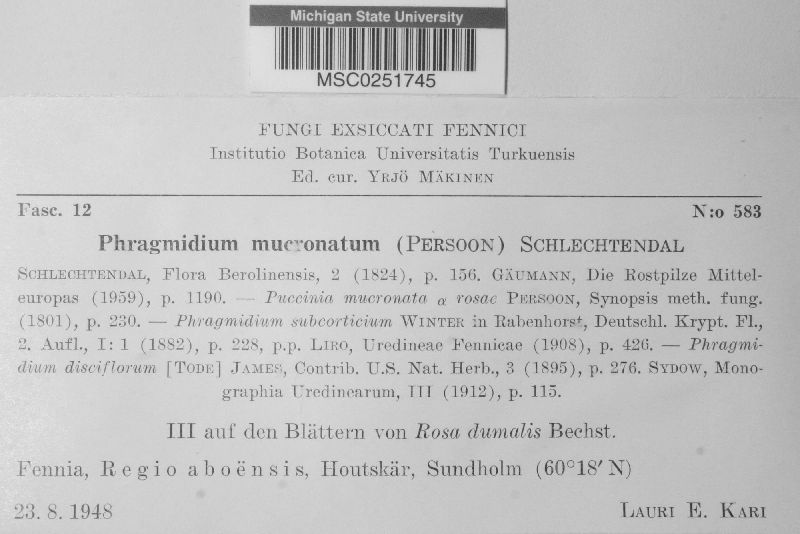 Michigan State University
MSC0251745
FUNGI EXSICCATI FENNICI
Institutio Botanica Universitatis Turkuensis
Ed. cur. YRJÖ MÄKINEN
Fasc. 12 N:o 583
Phragmidium mucronatum (PERSOON) SCHLECHTENDAL
SCHLECHTENDAL, Flora Berolinensis, 2 (1824), p. 156. GÄUMANN, Die Rostpilze Mittel-
europas (1959), p. 1190. — Puccinia mucronata α rosae PERSOON, Synopsis meth. fung.
(1801), p. 230. — Phragmidium subcorticium WINTER in Rabenhorst, Deutschl. Krypt. Fl.,
2. Aufl., I: 1 (1882), p. 228, p.p. LIRO, Uredineae Fennicae (1908), p. 426. — Phragmi-
dium disciflorum [TODE] JAMES, Contrib. U.S. Nat. Herb., 3 (1895), p. 276. SYDOW, Mono-
graphia Uredinearum, III (1912), p. 115.
III auf den Blättern von Rosa dumalis Bechst.
Fennia, Regio aboënsis, Houtskär, Sundholm (60°18′ N)
23. 8. 1948 LAURI E. KARI